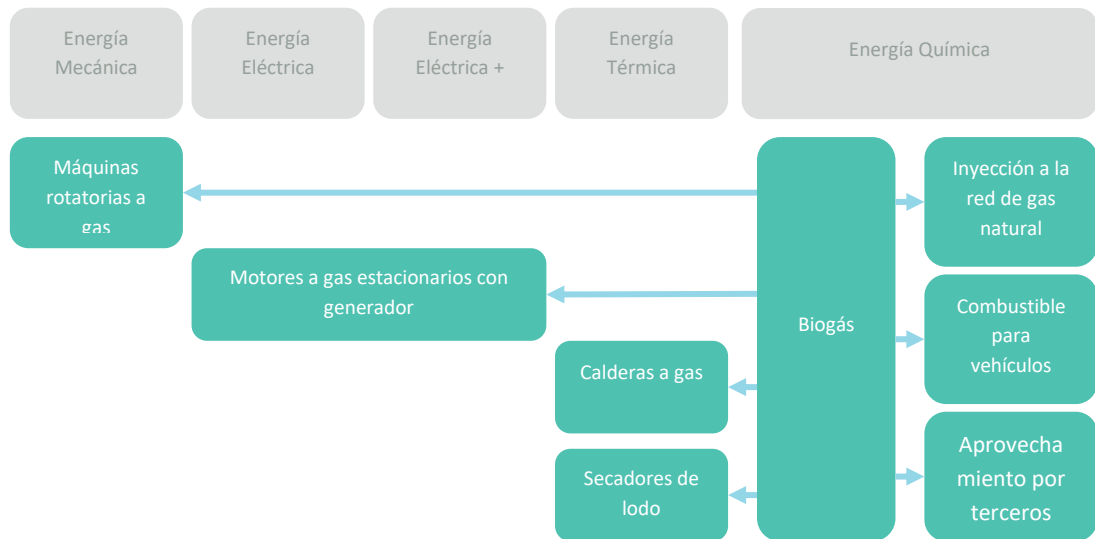 Energía
Mecánica
Energía
Eléctrica
Energía
Eléctrica +
Energía
Térmica
Energía Química
Máquinas
rotatorias a
gas
Inyección a la
red de gas
natural
Motores a gas estacionarios con
generador
Biogás
Combustible
para
vehículos
Calderas a gas
Secadores de
lodo
Aprovecha
miento por
terceros